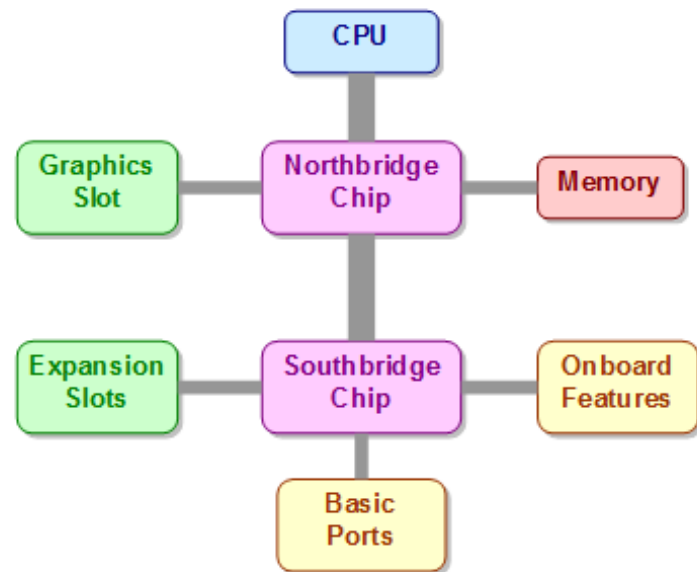 CPU
Graphics
Slot
Northbridge
Chip
Memory
Expansion
Slots
Southbridge
Chip
Onboard
Features
Basic
Ports